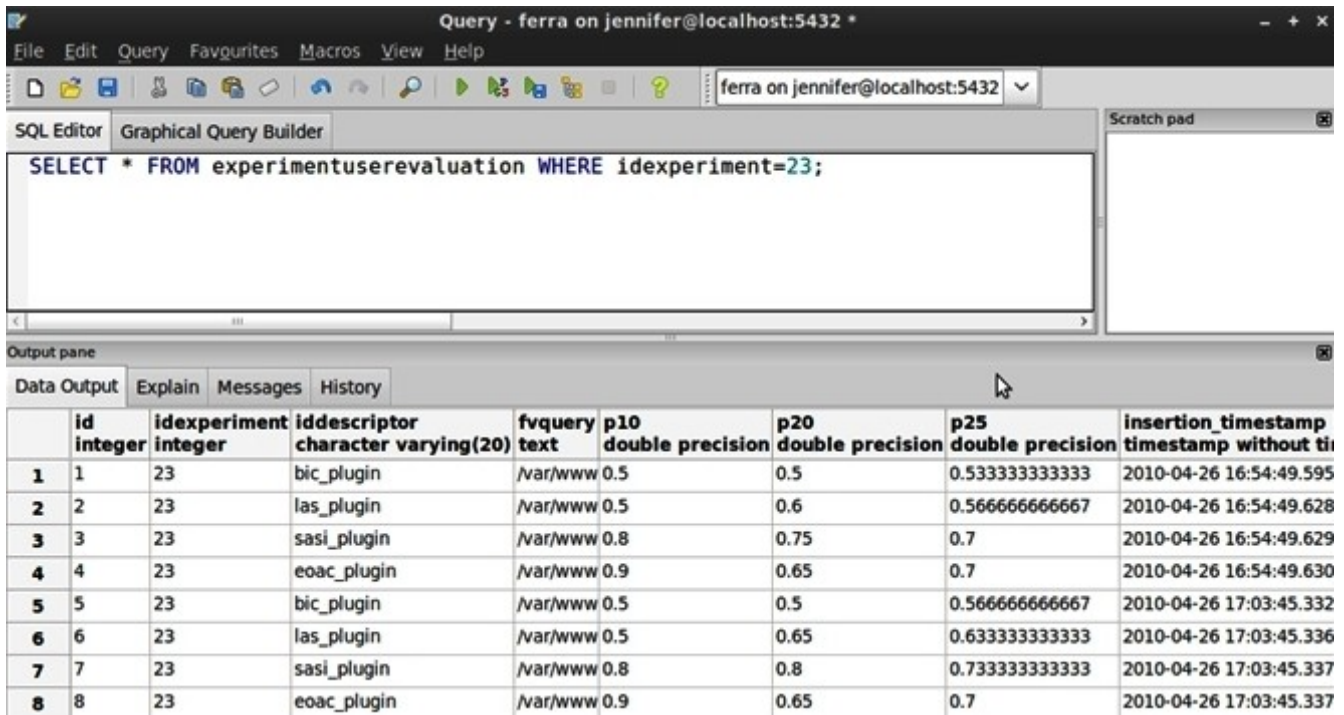 Query - ferra on jennifer@localhost:5432 *
File Edit Query Favourites Macros View Help
ferra on jennifer@localhost:5432
SQL Editor Graphical Query Builder
Scratch pad
SELECT * FROM experimentuserevaluation WHERE idexperiment=23;
Output pane
Data Output Explain Messages History
id idexperiment iddescriptor fvquery p10 p20 p25 insertion_timestamp
integer integer character varying(20) text double precision double precision double precision timestamp without ti
1 1 23 bic_plugin /var/www 0.5 0.5 0.533333333333 2010-04-26 16:54:49.595
2 2 23 las_plugin /var/www 0.5 0.6 0.566666666667 2010-04-26 16:54:49.628
3 3 23 sasi_plugin /var/www 0.8 0.75 0.7 2010-04-26 16:54:49.629
4 4 23 eoac_plugin /var/www 0.9 0.65 0.7 2010-04-26 16:54:49.630
5 5 23 bic_plugin /var/www 0.5 0.5 0.566666666667 2010-04-26 17:03:45.332
6 6 23 las_plugin /var/www 0.5 0.65 0.633333333333 2010-04-26 17:03:45.336
7 7 23 sasi_plugin /var/www 0.8 0.8 0.733333333333 2010-04-26 17:03:45.337
8 8 23 eoac_plugin /var/www 0.9 0.65 0.7 2010-04-26 17:03:45.337